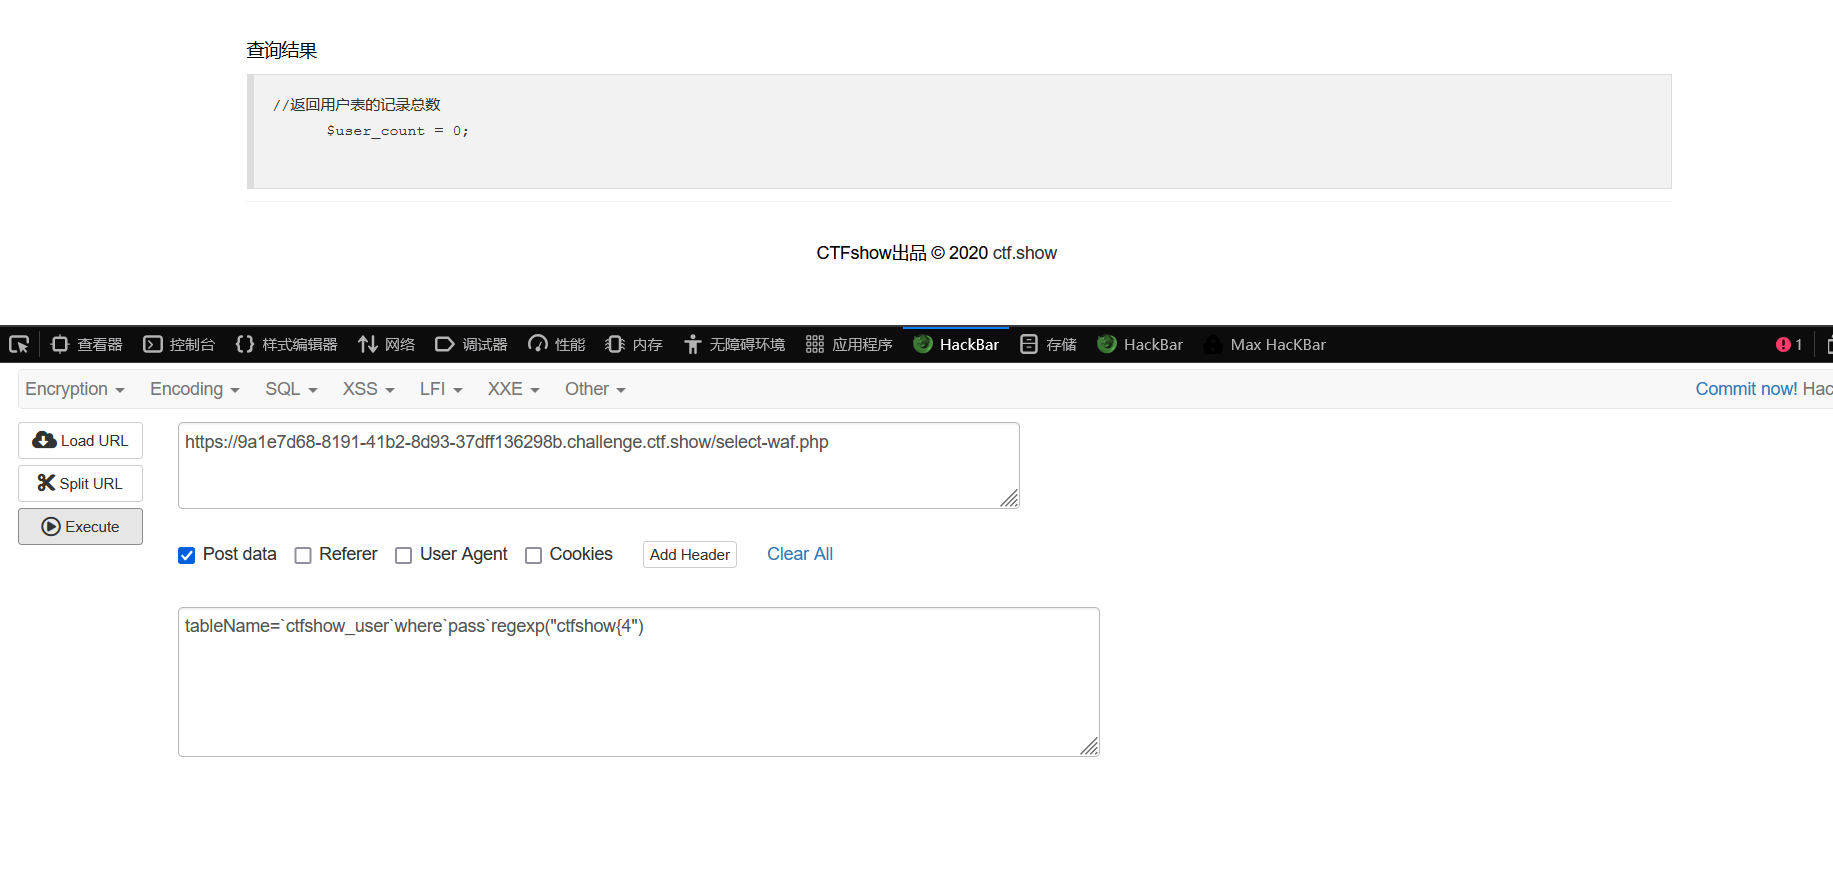 查询结果
//返回用户表的记录总数
$user_count = 0;
CTFshow出品 © 2020 ctf.show
查看器 控制台 样式编辑器 网络 调试器 性能 内存 无障碍环境 应用程序 HackBar 存储 HackBar Max HacKBar 1
Encryption Encoding SQL XSS LFI XXE Other Commit now! Hac
Load URL
https://9a1e7d68-8191-41b2-8d93-37dff136298b.challenge.ctf.show/select-waf.php
Split URL
Execute
Post data Referer User Agent Cookies Add Header Clear All
tableName=`ctfshow_user`where`pass`regexp("ctfshow{4")